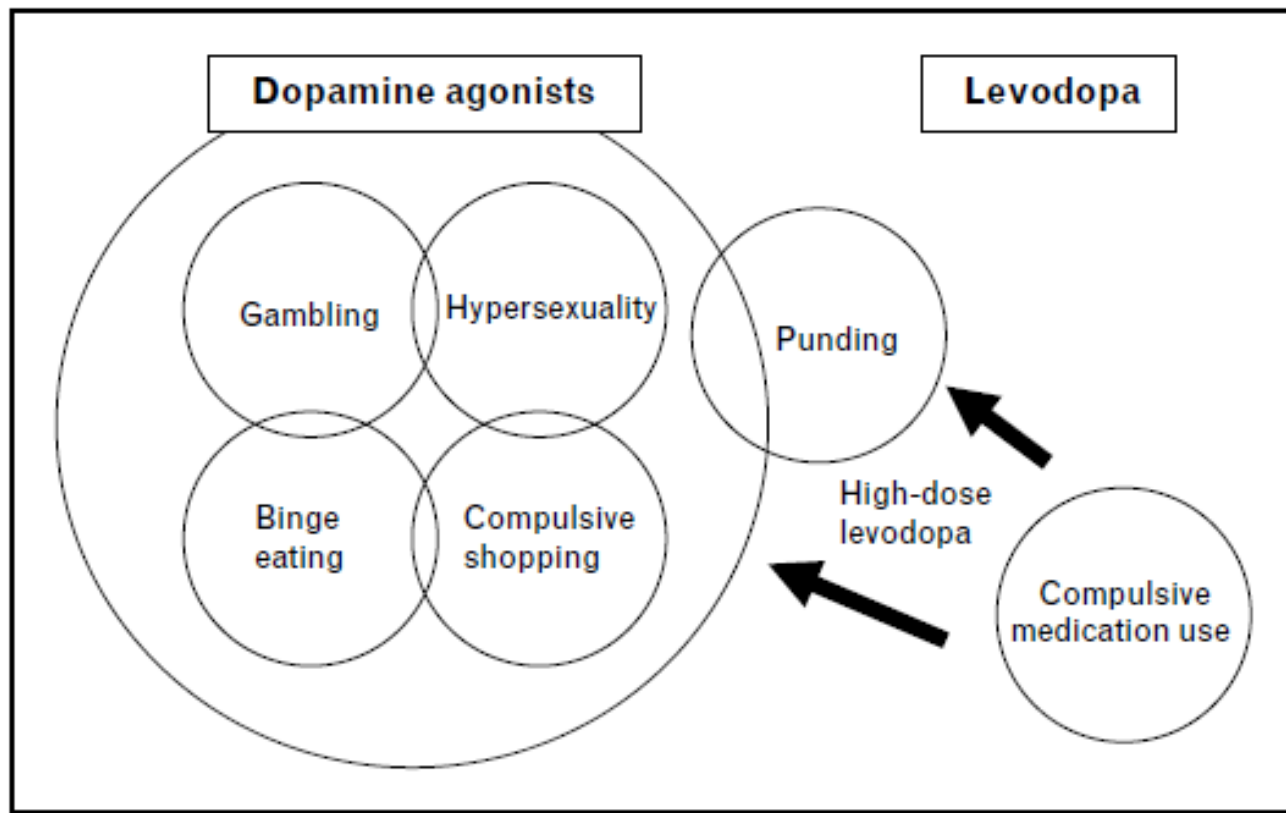 Dopamine agonists
Levodopa
Gambling
Hypersexuality
Punding
Binge
eating
Compulsive
shopping
High-dose
levodopa
Compulsive
medication use